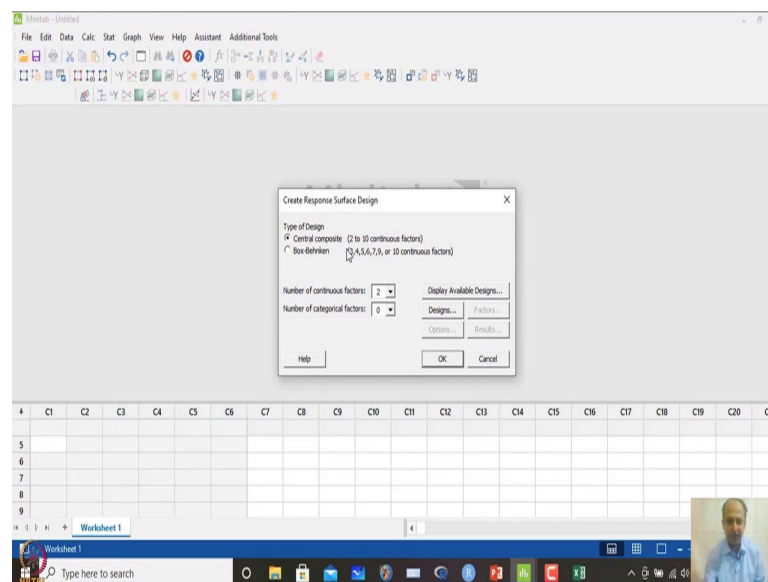 Minitab - Untitled
File Edit Data Calc Stat Graph View Help Assistant Additional Tools
Create Response Surface Design X
Type of Design
Central composite (2 to 10 continuous factors)
Box-Behnken (3,4,5,6,7,9, or 10 continuous factors)
Number of continuous factors: 2
Display Available Designs...
Number of categorical factors: 0
Designs... Factors...
Options... Results...
Help OK Cancel
C1 C2 C3 C4 C5 C6 C7 C8 C9 C10 C11 C12 C13 C14 C15 C16 C17 C18 C19 C20
5
6
7
8
9
Worksheet 1
Worksheet 1
Type here to search